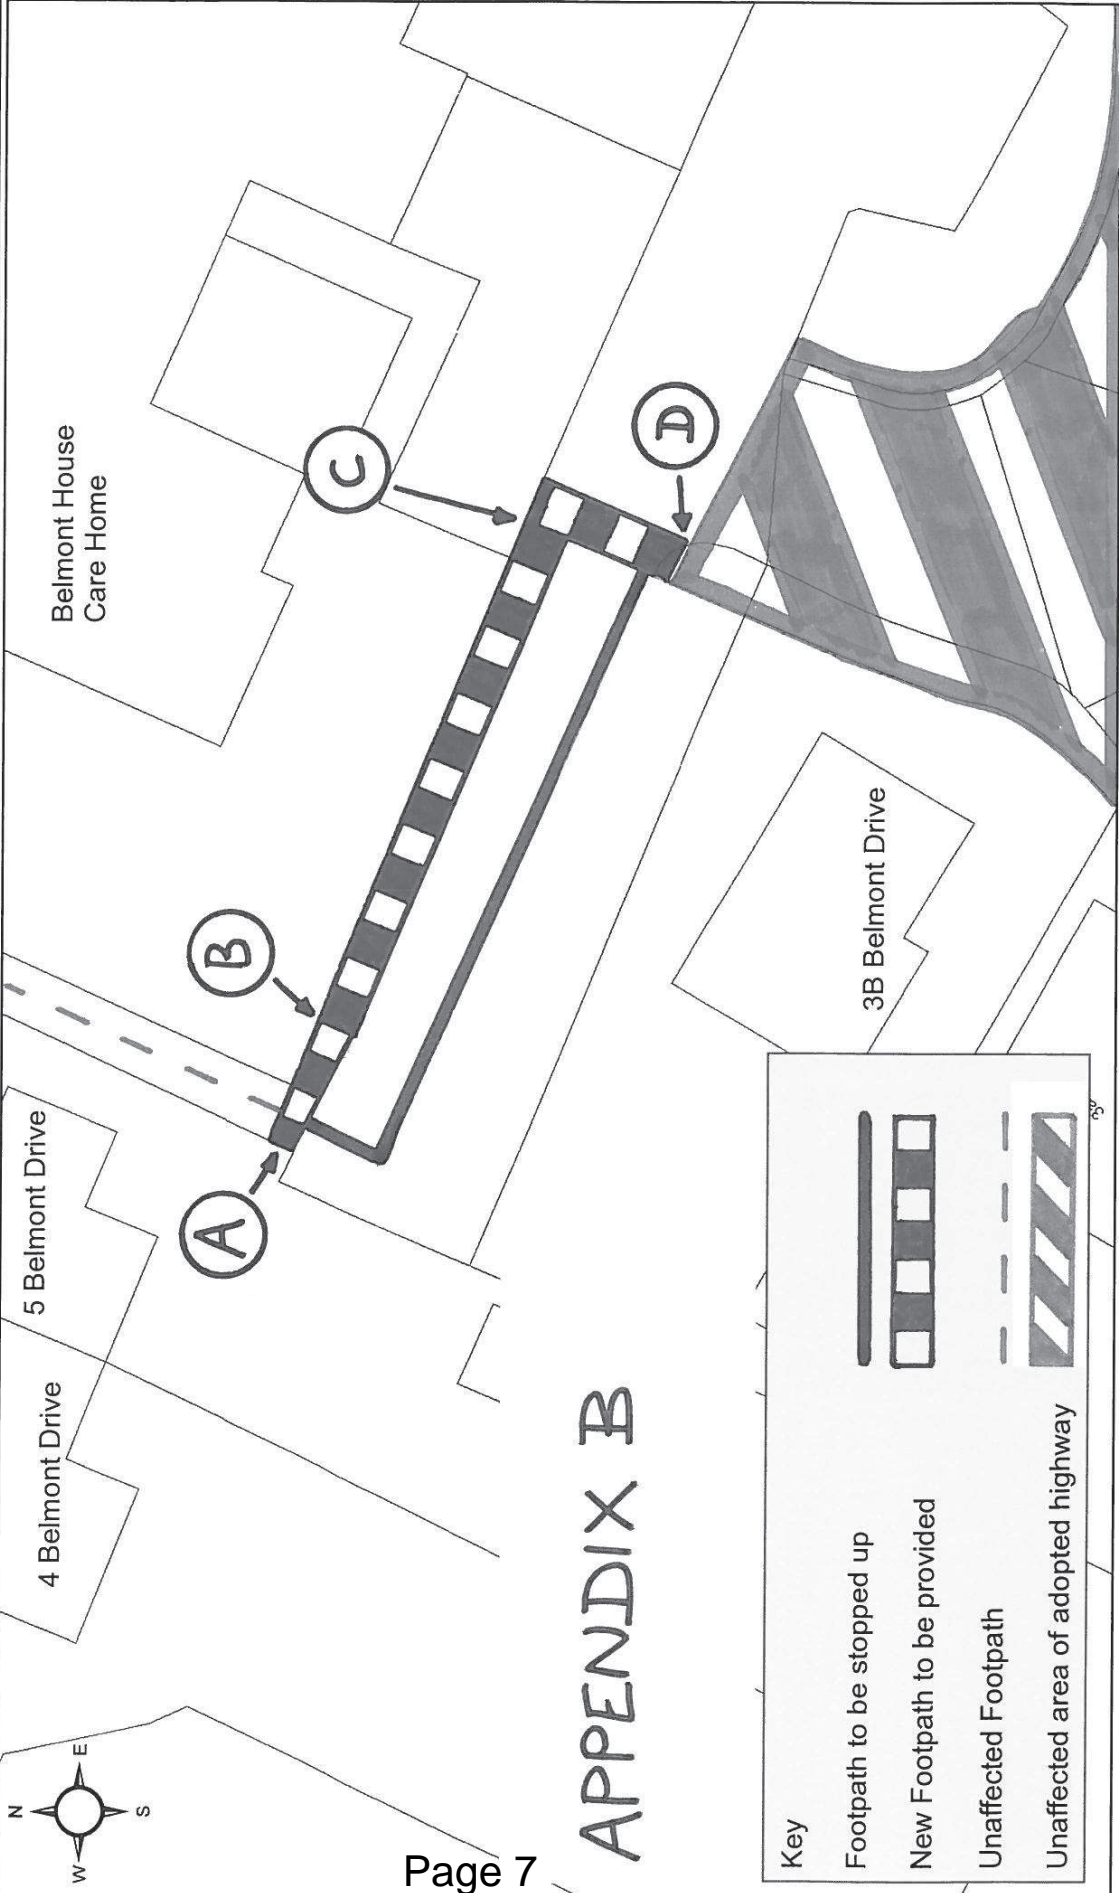 N
W E
S
4 Belmont Drive
5 Belmont Drive
Belmont House
Care Home
A
B
C
D
3B Belmont Drive
APPENDIX B
Key
Footpath to be stopped up
New Footpath to be provided
Unaffected Footpath
Unaffected area of adopted highway
Page 7